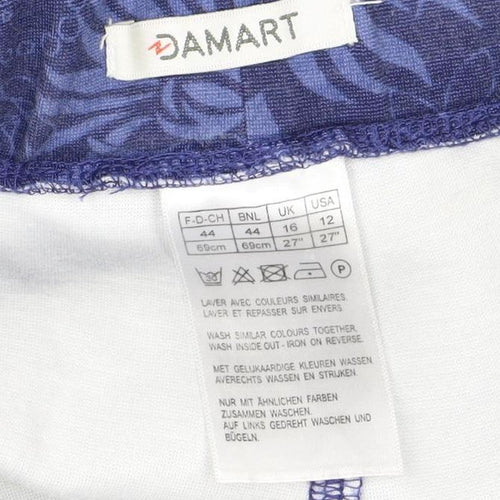 DAMART
F-D-CH BNL UK USA
44 44 16 12
69cm 69cm 27" 27"
P
LAVER AVEC COULEURS SIMILAIRES,
LAVER ET REPASSER SUR ENVERS
WASH SIMILAR COLOURS TOGETHER,
WASH INSIDE OUT - IRON ON REVERSE.
MET GELIJKAARDIGE KLEUREN WASSEN
AVERECHTS WASSEN EN STRIJKEN.
NUR MIT ÄHNLICHEN FARBEN
ZUSAMMEN WASCHEN.
AUF LINKS GEDREHT WASCHEN UND
BÜGELN.